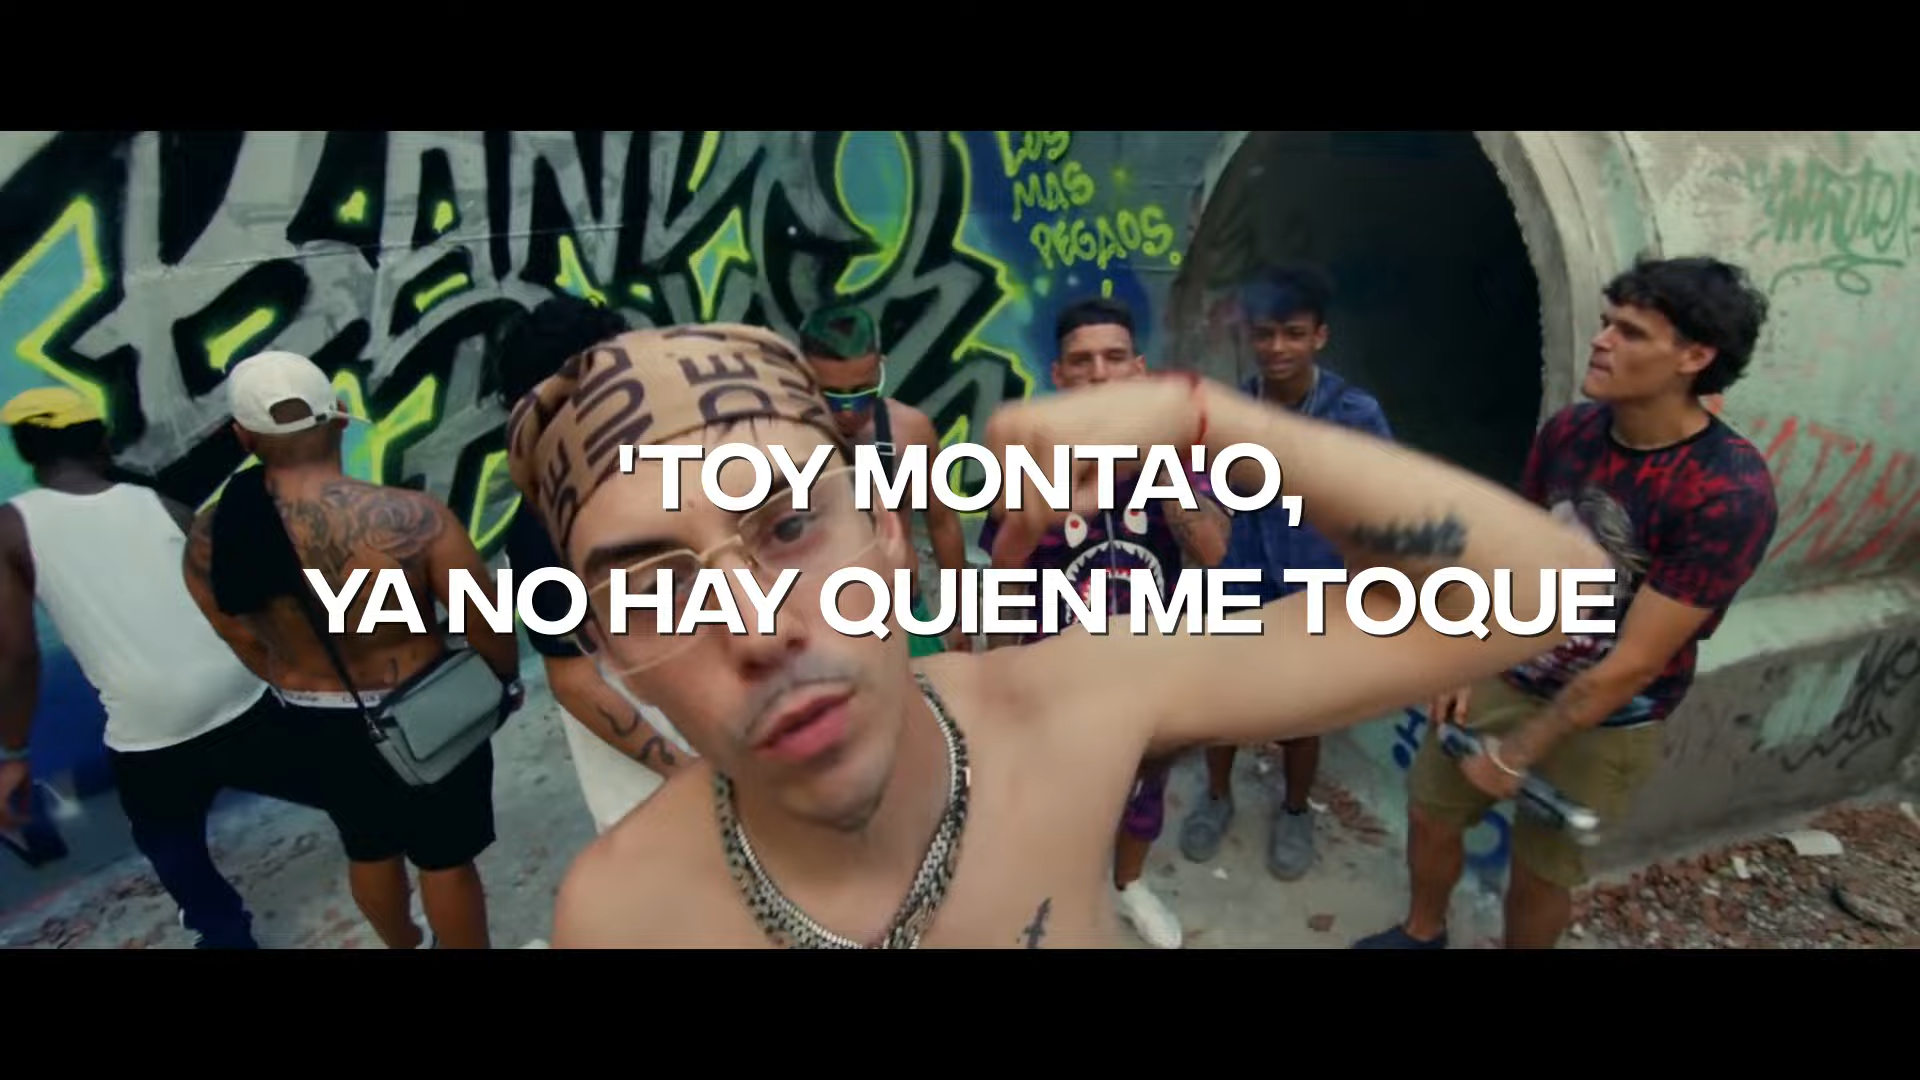 LOS
MAS
PEGAOS.
'TOY MONTA'O,
YA NO HAY QUIEN ME TOQUE